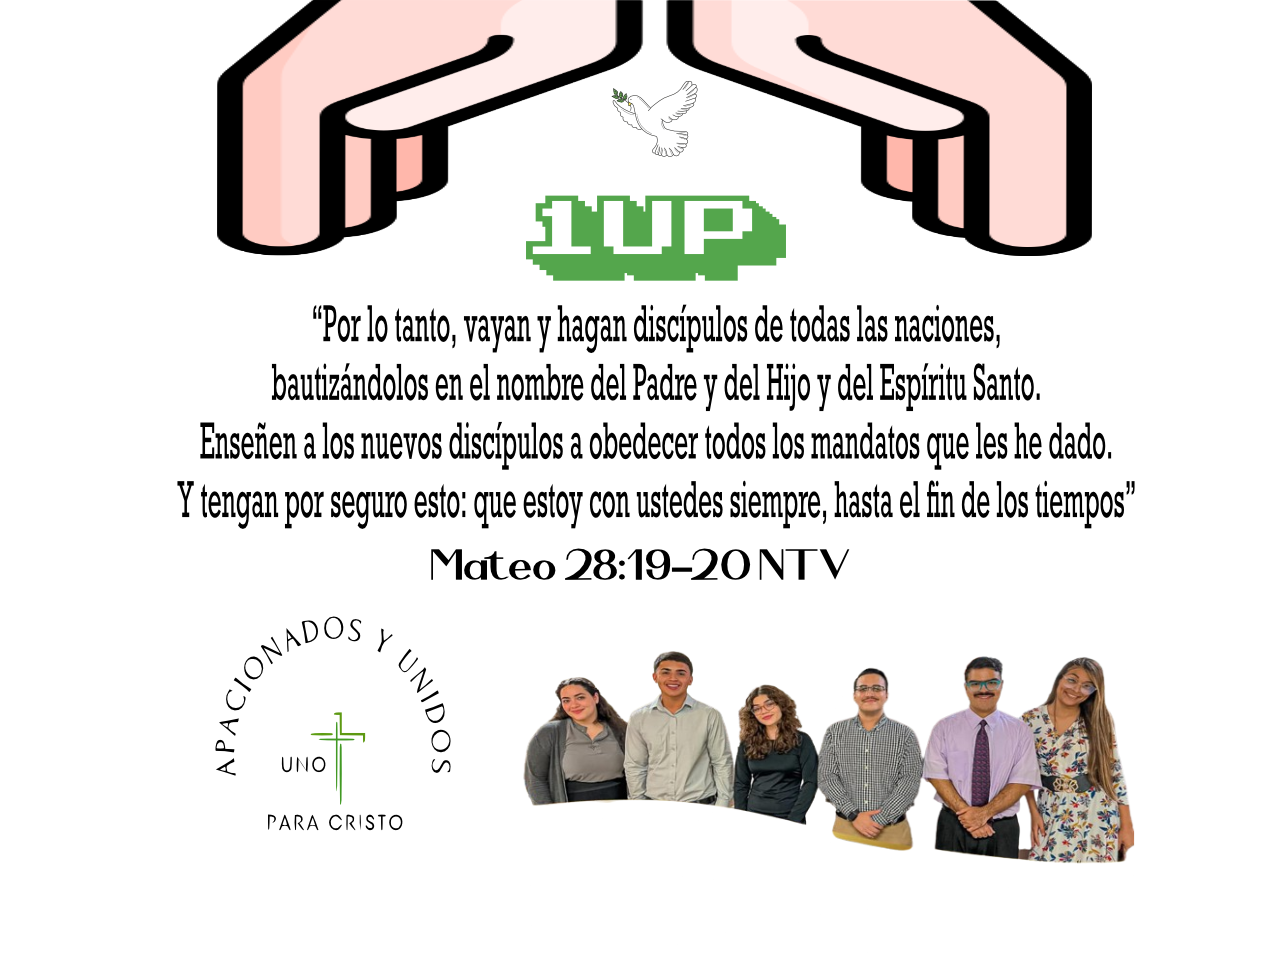 1UP
“Por lo tanto, vayan y hagan discípulos de todas las naciones,
bautizándolos en el nombre del Padre y del Hijo y del Espíritu Santo.
Enseñen a los nuevos discípulos a obedecer todos los mandatos que les he dado.
Y tengan por seguro esto: que estoy con ustedes siempre, hasta el fin de los tiempos”
Mateo 28:19-20 NTV
APACIONADOS Y UNIDOS
UNO
PARA CRISTO